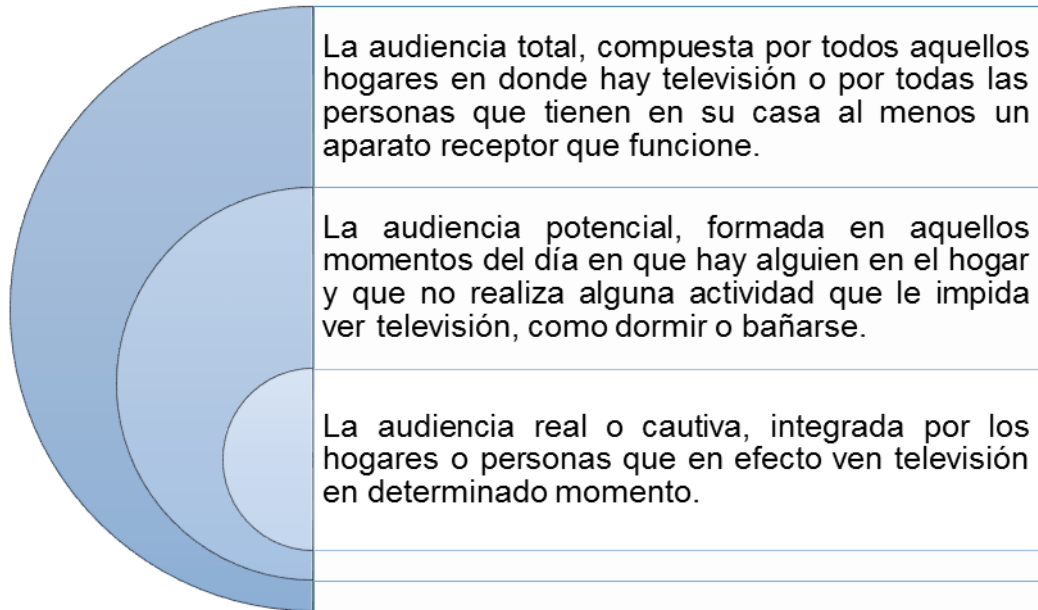 La audiencia total, compuesta por todos aquellos
hogares en donde hay televisión o por todas las
personas que tienen en su casa al menos un
aparato receptor que funcione.
La audiencia potencial, formada en aquellos
momentos del día en que hay alguien en el hogar
y que no realiza alguna actividad que le impida
ver televisión, como dormir o bañarse.
La audiencia real o cautiva, integrada por los
hogares o personas que en efecto ven televisión
en determinado momento.